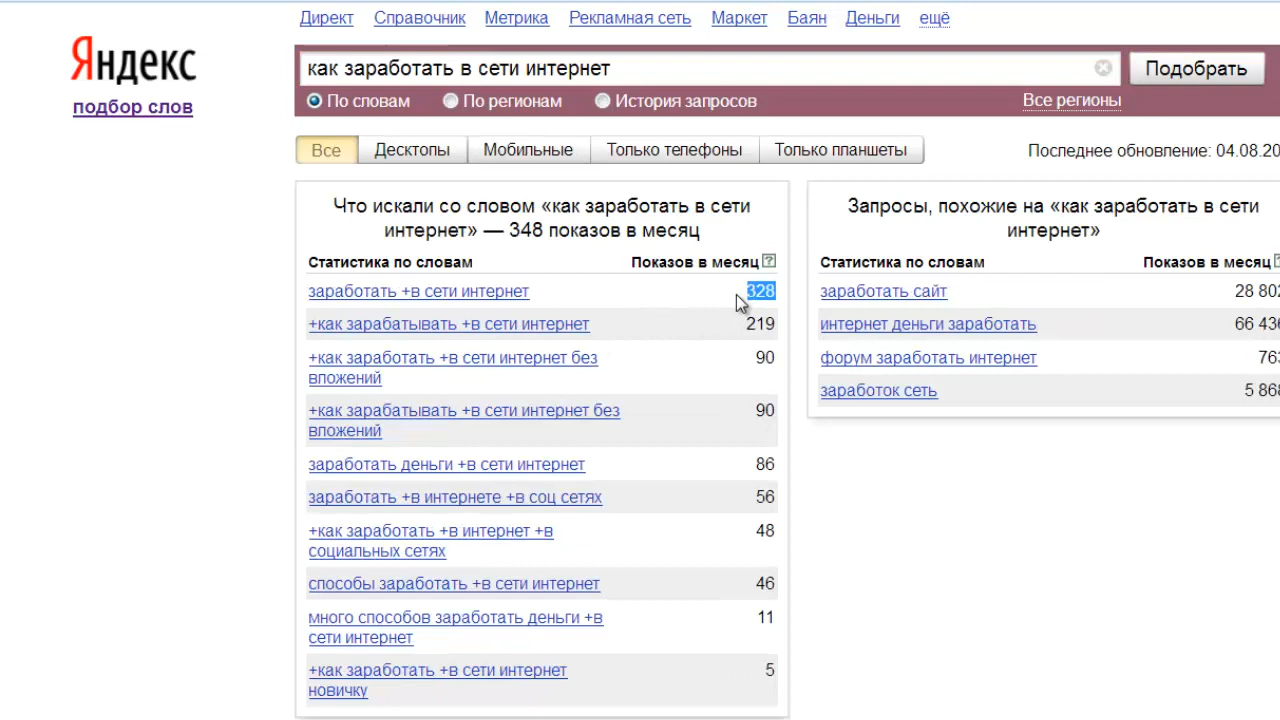 Директ Справочник Метрика Рекламная сеть Маркет Баян Деньги ещё
Яндекс
подбор слов
как заработать в сети интернет
Подобрать
По словам По регионам История запросов Все регионы
Все Десктопы Мобильные Только телефоны Только планшеты
Последнее обновление: 04.08.20
Что искали со словом «как заработать в сети
интернет» — 348 показов в месяц
Статистика по словам Показов в месяц ?
заработать +в сети интернет 328
+как зарабатывать +в сети интернет 219
+как заработать +в сети интернет без 90
вложений
+как зарабатывать +в сети интернет без 90
вложений
заработать деньги +в сети интернет 86
заработать +в интернете +в соц сетях 56
+как заработать +в интернет +в 48
социальных сетях
способы заработать +в сети интернет 46
много способов заработать деньги +в 11
сети интернет
+как заработать +в сети интернет 5
новичку
Запросы, похожие на «как заработать в сети
интернет»
Статистика по словам Показов в месяц
заработать сайт 28 802
интернет деньги заработать 66 436
форум заработать интернет 763
заработок сеть 5 868